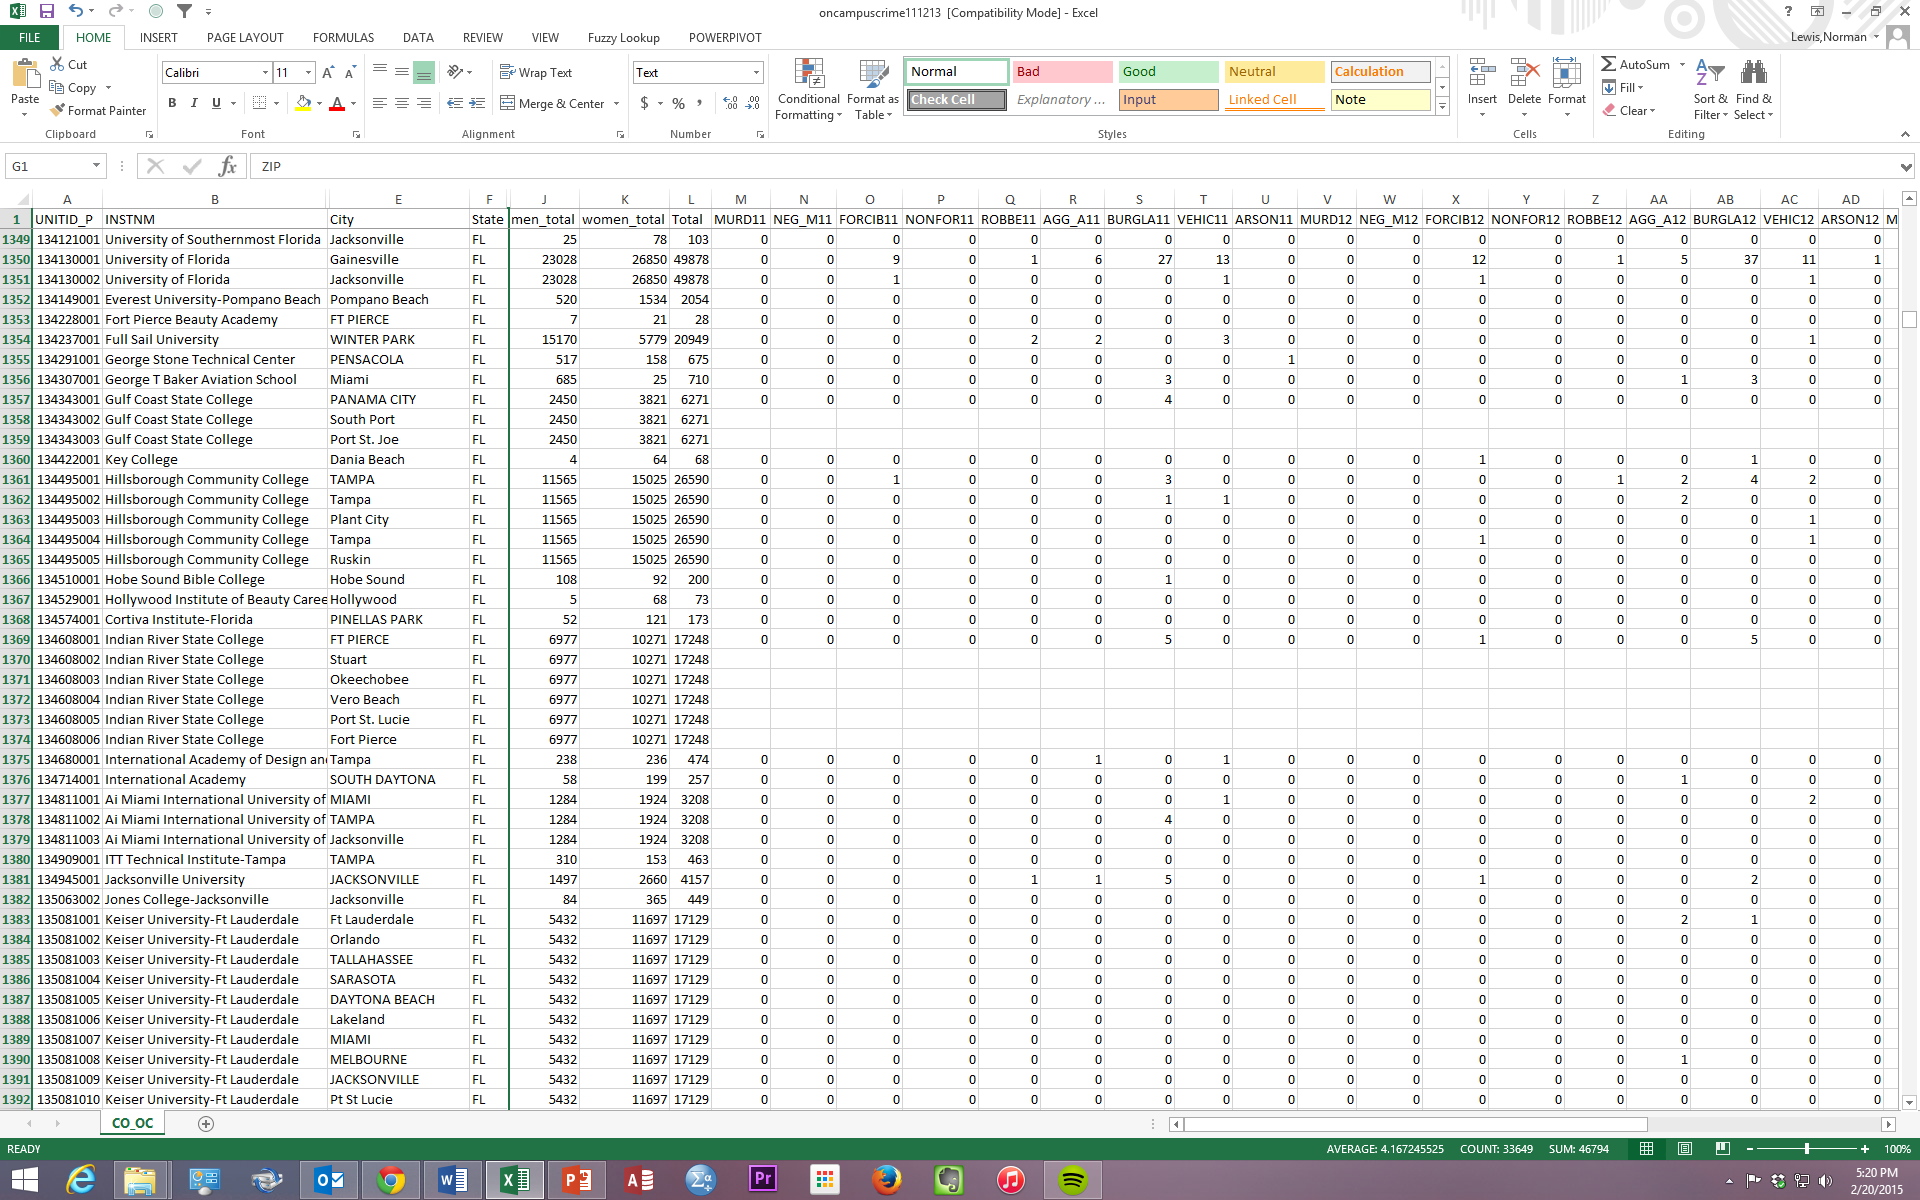 oncampuscrime111213 [Compatibility Mode] - Excel
FILE HOME INSERT PAGE LAYOUT FORMULAS DATA REVIEW VIEW Fuzzy Lookup POWERPIVOT Lewis,Norman
Paste Cut Copy Format Painter Clipboard
Calibri 11 B I U Font
Wrap Text Merge & Center Alignment
Text $ % , Number
Conditional Formatting Format as Table
Normal Bad Good Neutral Calculation
Check Cell Explanatory ... Input Linked Cell Note
Styles
Insert Delete Format Cells
AutoSum Fill Clear Sort & Filter Find & Select Editing
G1 fx ZIP
A B E F J K L M N O P Q R S T U V W X Y Z AA AB AC AD
1 UNITID_P INSTNM City State men_total women_total Total MURD11 NEG_M11 FORCIB11 NONFOR11 ROBBE11 AGG_A11 BURGLA11 VEHIC11 ARSON11 MURD12 NEG_M12 FORCIB12 NONFOR12 ROBBE12 AGG_A12 BURGLA12 VEHIC12 ARSON12 M
1349 134121001 University of Southernmost Florida Jacksonville FL 25 78 103 0 0 0 0 0 0 0 0 0 0 0 0 0 0 0 0 0 0
1350 134130001 University of Florida Gainesville FL 23028 26850 49878 0 0 9 0 1 6 27 13 0 0 0 12 0 1 5 37 11 1
1351 134130002 University of Florida Jacksonville FL 23028 26850 49878 0 0 1 0 0 0 0 1 0 0 0 1 0 0 0 0 1 0
1352 134149001 Everest University-Pompano Beach Pompano Beach FL 520 1534 2054 0 0 0 0 0 0 0 0 0 0 0 0 0 0 0 0 0 0
1353 134228001 Fort Pierce Beauty Academy FT PIERCE FL 7 21 28 0 0 0 0 0 0 0 0 0 0 0 0 0 0 0 0 0 0
1354 134237001 Full Sail University WINTER PARK FL 15170 5779 20949 0 0 0 0 2 2 0 3 0 0 0 0 0 0 0 0 1 0
1355 134291001 George Stone Technical Center PENSACOLA FL 517 158 675 0 0 0 0 0 0 0 0 1 0 0 0 0 0 0 0 0 0
1356 134307001 George T Baker Aviation School Miami FL 685 25 710 0 0 0 0 0 0 3 0 0 0 0 0 0 0 1 3 0 0
1357 134343001 Gulf Coast State College PANAMA CITY FL 2450 3821 6271 0 0 0 0 0 0 4 0 0 0 0 0 0 0 0 0 0 0
1358 134343002 Gulf Coast State College South Port FL 2450 3821 6271
1359 134343003 Gulf Coast State College Port St. Joe FL 2450 3821 6271
1360 134422001 Key College Dania Beach FL 4 64 68 0 0 0 0 0 0 0 0 0 0 0 1 0 0 0 1 0 0
1361 134495001 Hillsborough Community College TAMPA FL 11565 15025 26590 0 0 1 0 0 0 3 0 0 0 0 0 0 1 2 4 2 0
1362 134495002 Hillsborough Community College Tampa FL 11565 15025 26590 0 0 0 0 0 0 1 1 0 0 0 0 0 0 2 0 0 0
1363 134495003 Hillsborough Community College Plant City FL 11565 15025 26590 0 0 0 0 0 0 0 0 0 0 0 0 0 0 0 0 1 0
1364 134495004 Hillsborough Community College Tampa FL 11565 15025 26590 0 0 0 0 0 0 0 0 0 0 0 1 0 0 0 0 1 0
1365 134495005 Hillsborough Community College Ruskin FL 11565 15025 26590 0 0 0 0 0 0 0 0 0 0 0 0 0 0 0 0 0 0
1366 134510001 Hobe Sound Bible College Hobe Sound FL 108 92 200 0 0 0 0 0 0 1 0 0 0 0 0 0 0 0 0 0 0
1367 134529001 Hollywood Institute of Beauty Caree Hollywood FL 5 68 73 0 0 0 0 0 0 0 0 0 0 0 0 0 0 0 0 0 0
1368 134574001 Cortiva Institute-Florida PINELLAS PARK FL 52 121 173 0 0 0 0 0 0 0 0 0 0 0 0 0 0 0 0 0 0
1369 134608001 Indian River State College FT PIERCE FL 6977 10271 17248 0 0 0 0 0 0 5 0 0 0 0 1 0 0 0 5 0 0
1370 134608002 Indian River State College Stuart FL 6977 10271 17248
1371 134608003 Indian River State College Okeechobee FL 6977 10271 17248
1372 134608004 Indian River State College Vero Beach FL 6977 10271 17248
1373 134608005 Indian River State College Port St. Lucie FL 6977 10271 17248
1374 134608006 Indian River State College Fort Pierce FL 6977 10271 17248
1375 134680001 International Academy of Design an Tampa FL 238 236 474 0 0 0 0 0 1 0 1 0 0 0 0 0 0 0 0 0 0
1376 134714001 International Academy SOUTH DAYTONA FL 58 199 257 0 0 0 0 0 0 0 0 0 0 0 0 0 0 1 0 0 0
1377 134811001 Ai Miami International University of MIAMI FL 1284 1924 3208 0 0 0 0 0 0 0 1 0 0 0 0 0 0 0 0 2 0
1378 134811002 Ai Miami International University of TAMPA FL 1284 1924 3208 0 0 0 0 0 0 4 0 0 0 0 0 0 0 0 0 0 0
1379 134811003 Ai Miami International University of Jacksonville FL 1284 1924 3208 0 0 0 0 0 0 0 0 0 0 0 0 0 0 0 0 0 0
1380 134909001 ITT Technical Institute-Tampa TAMPA FL 310 153 463 0 0 0 0 0 0 0 0 0 0 0 0 0 0 0 0 0 0
1381 134945001 Jacksonville University JACKSONVILLE FL 1497 2660 4157 0 0 0 0 1 1 5 0 0 0 0 1 0 0 0 2 0 0
1382 135063002 Jones College-Jacksonville Jacksonville FL 84 365 449 0 0 0 0 0 0 0 0 0 0 0 0 0 0 0 0 0 0
1383 135081001 Keiser University-Ft Lauderdale Ft Lauderdale FL 5432 11697 17129 0 0 0 0 0 0 0 0 0 0 0 0 0 0 2 1 0 0
1384 135081002 Keiser University-Ft Lauderdale Orlando FL 5432 11697 17129 0 0 0 0 0 0 0 0 0 0 0 0 0 0 0 0 0 0
1385 135081003 Keiser University-Ft Lauderdale TALLAHASSEE FL 5432 11697 17129 0 0 0 0 0 0 0 0 0 0 0 0 0 0 0 0 0 0
1386 135081004 Keiser University-Ft Lauderdale SARASOTA FL 5432 11697 17129 0 0 0 0 0 0 0 0 0 0 0 0 0 0 0 0 0 0
1387 135081005 Keiser University-Ft Lauderdale DAYTONA BEACH FL 5432 11697 17129 0 0 0 0 0 0 0 0 0 0 0 0 0 0 0 0 0 0
1388 135081006 Keiser University-Ft Lauderdale Lakeland FL 5432 11697 17129 0 0 0 0 0 0 0 0 0 0 0 0 0 0 0 0 0 0
1389 135081007 Keiser University-Ft Lauderdale MIAMI FL 5432 11697 17129 0 0 0 0 0 0 0 0 0 0 0 0 0 0 0 0 0 0
1390 135081008 Keiser University-Ft Lauderdale MELBOURNE FL 5432 11697 17129 0 0 0 0 0 0 0 0 0 0 0 0 0 0 1 0 0 0
1391 135081009 Keiser University-Ft Lauderdale JACKSONVILLE FL 5432 11697 17129 0 0 0 0 0 0 0 0 0 0 0 0 0 0 0 0 0 0
1392 135081010 Keiser University-Ft Lauderdale Pt St Lucie FL 5432 11697 17129 0 0 0 0 0 0 0 0 0 0 0 0 0 0 0 0 0 0
CO_OC
READY AVERAGE: 4.167245525 COUNT: 33649 SUM: 46794 100%
5:20 PM
2/20/2015